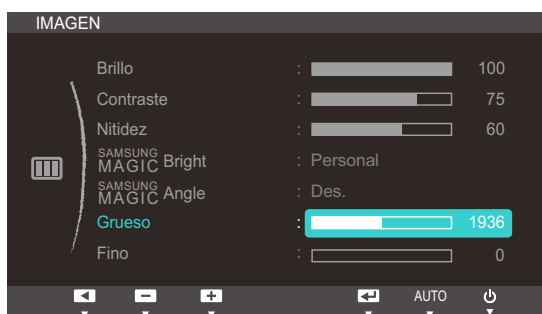 IMAGEN
Brillo : 100
Contraste : 75
Nitidez : 60
SAMSUNG MAGIC Bright : Personal
SAMSUNG MAGIC Angle : Des.
Grueso : 1936
Fino : 0
AUTO